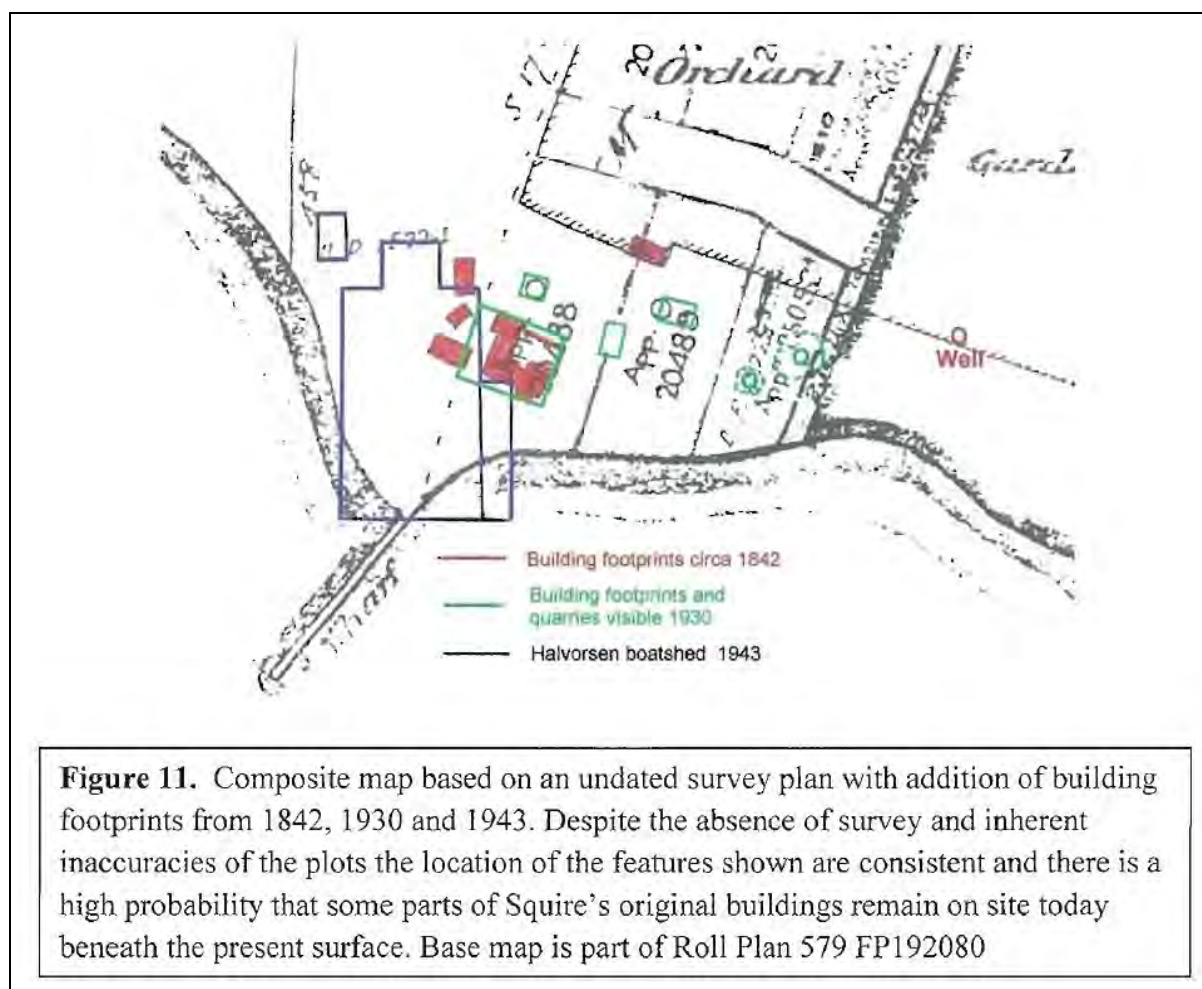 20
Orchard
Gard
Well
App.
2048
Wharf
Building footprints circa 1842
Building footprints and
quarries visible 1930
Halvorsen boatshed 1943
Figure 11. Composite map based on an undated survey plan with addition of building
footprints from 1842, 1930 and 1943. Despite the absence of survey and inherent
inaccuracies of the plots the location of the features shown are consistent and there is a
high probability that some parts of Squire's original buildings remain on site today
beneath the present surface. Base map is part of Roll Plan 579 FP192080